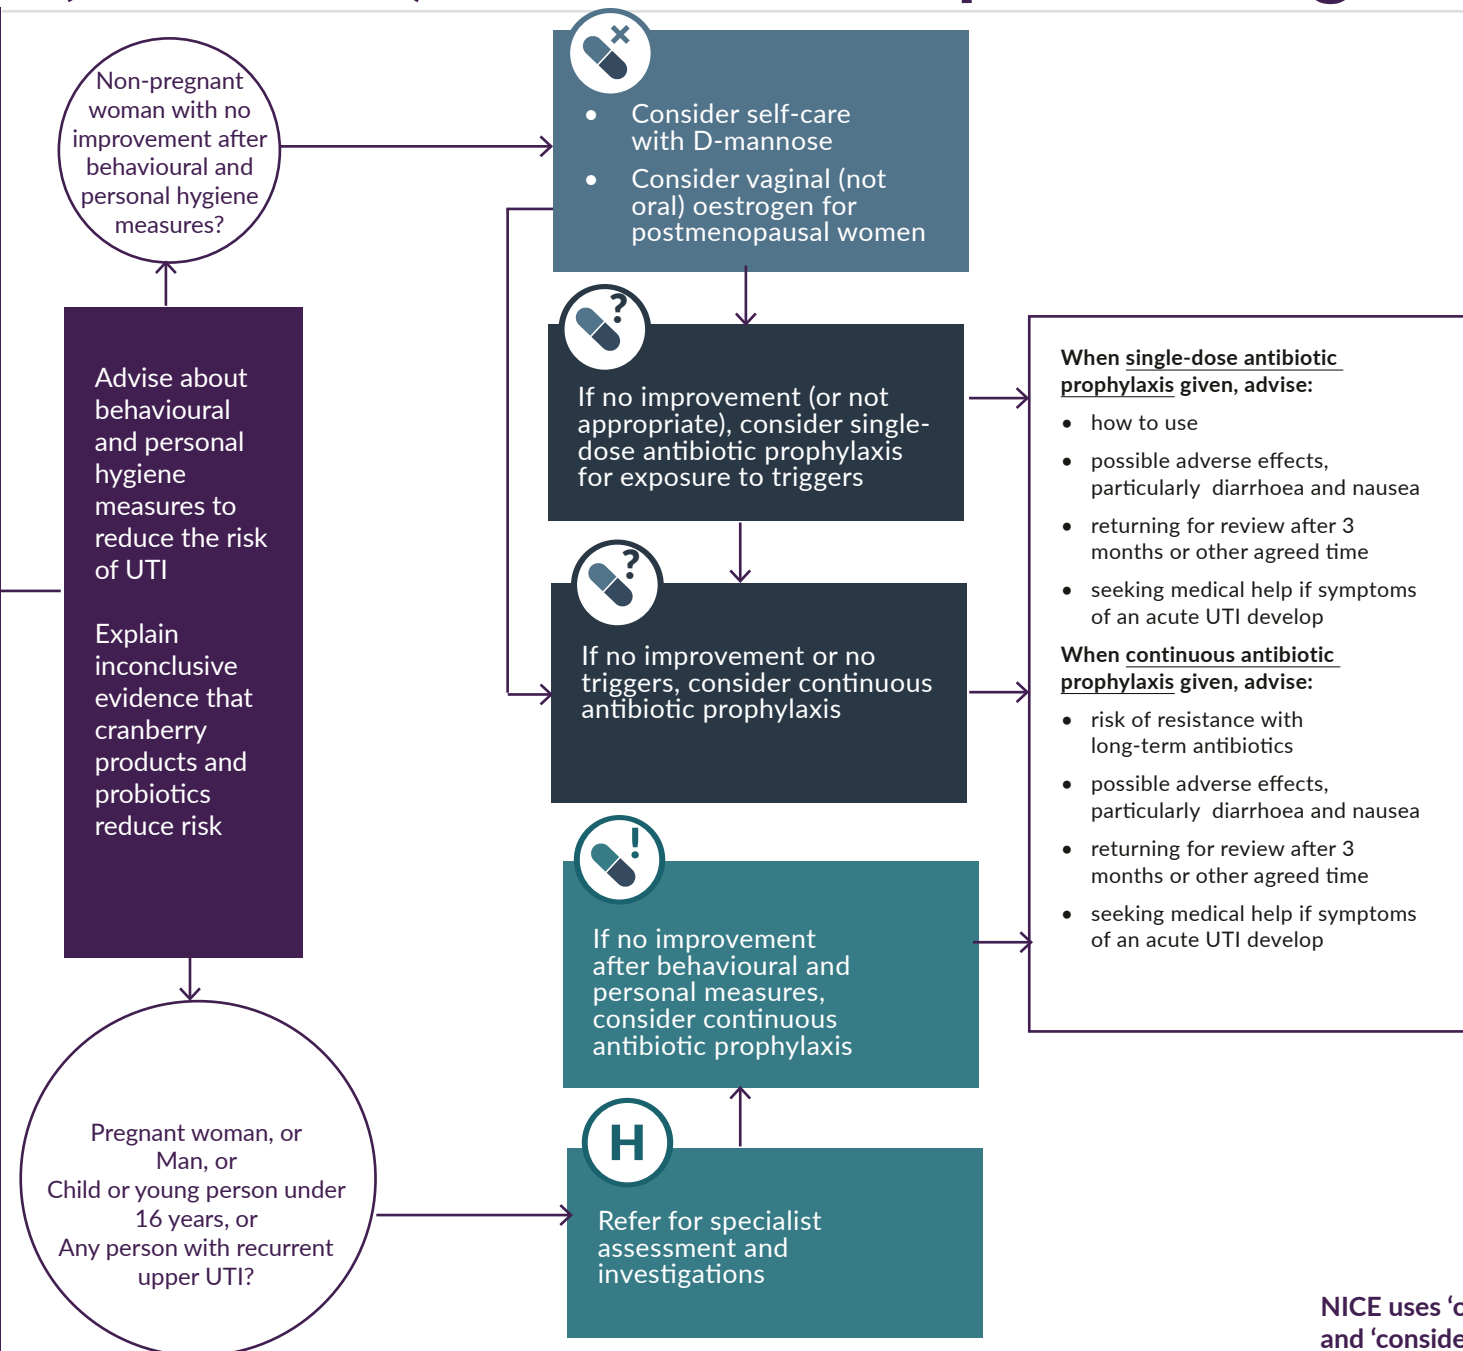 Non-pregnant
woman with no
improvement after
behavioural and
personal hygiene
measures?
Advise about
behavioural
and personal
hygiene
measures to
reduce the risk
of UTI
Explain
inconclusive
evidence that
cranberry
products and
probiotics
reduce risk
Pregnant woman, or
Man, or
Child or young person under
16 years, or
Any person with recurrent
upper UTI?
• Consider self-care
with D-mannose
• Consider vaginal (not
oral) oestrogen for
postmenopausal women
?
If no improvement (or not
appropriate), consider single-
dose antibiotic prophylaxis
for exposure to triggers
?
If no improvement or no
triggers, consider continuous
antibiotic prophylaxis
!
If no improvement
after behavioural and
personal measures,
consider continuous
antibiotic prophylaxis
H
Refer for specialist
assessment and
investigations
When single-dose antibiotic
prophylaxis given, advise:
• how to use
• possible adverse effects,
particularly diarrhoea and nausea
• returning for review after 3
months or other agreed time
• seeking medical help if symptoms
of an acute UTI develop
When continuous antibiotic
prophylaxis given, advise:
• risk of resistance with
long-term antibiotics
• possible adverse effects,
particularly diarrhoea and nausea
• returning for review after 3
months or other agreed time
• seeking medical help if symptoms
of an acute UTI develop
NICE uses
and